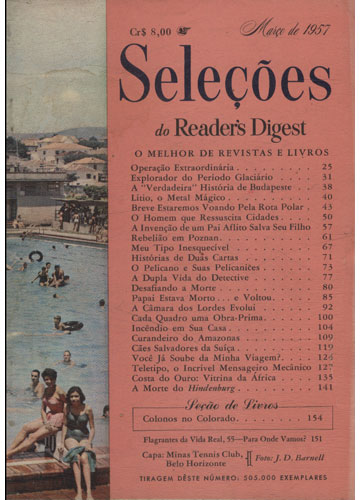 Cr$ 8,00
Março de 1957
Seleções
do Reader's Digest
O MELHOR DE REVISTAS E LIVROS
Operação Extraordinária . . . . . . . . . 25
Explorador do Período Glaciário . . . . 31
A "Verdadeira" História de Budapeste . . 38
Lítio, o Metal Mágico . . . . . . . . . . 40
Breve Estaremos Voando Pela Rota Polar . 43
O Homem que Ressuscita Cidades . . . . 50
A Invenção de um Pai Aflito Salva Seu Filho 57
Rebelião em Poznan . . . . . . . . . . . 61
Meu Tipo Inesquecível . . . . . . . . . . 67
Histórias de Duas Cartas . . . . . . . . . 71
O Pelicano e Suas Pelicanices . . . . . . 73
A Dupla Vida do Detective . . . . . . . . 77
Desafiando a Morte . . . . . . . . . . . 80
Papai Estava Morto . . . e Voltou . . . . 85
A Câmara dos Lordes Evolui . . . . . . . 92
Cada Quadro uma Obra-Prima . . . . . . 100
Incêndio em Sua Casa . . . . . . . . . . 104
Curandeiro do Amazonas . . . . . . . . . 109
Cães Salvadores da Suíça . . . . . . . . . 119
Você Já Soube da Minha Viagem? . . . . 124
Teletipo, o Incrível Mensageiro Mecânico 127
Costa do Ouro: Vitrina da África . . . . 135
A Morte do Hindenburg . . . . . . . . . 141
Seção de Livros
Colonos no Colorado . . . . . . . . . 154
Flagrantes da Vida Real, 55—Para Onde Vamos? 151
Capa: Minas Tennis Club,
Belo Horizonte
Foto: J. D. Barnell
TIRAGEM DÊSTE NÚMERO: 505.000 EXEMPLARES